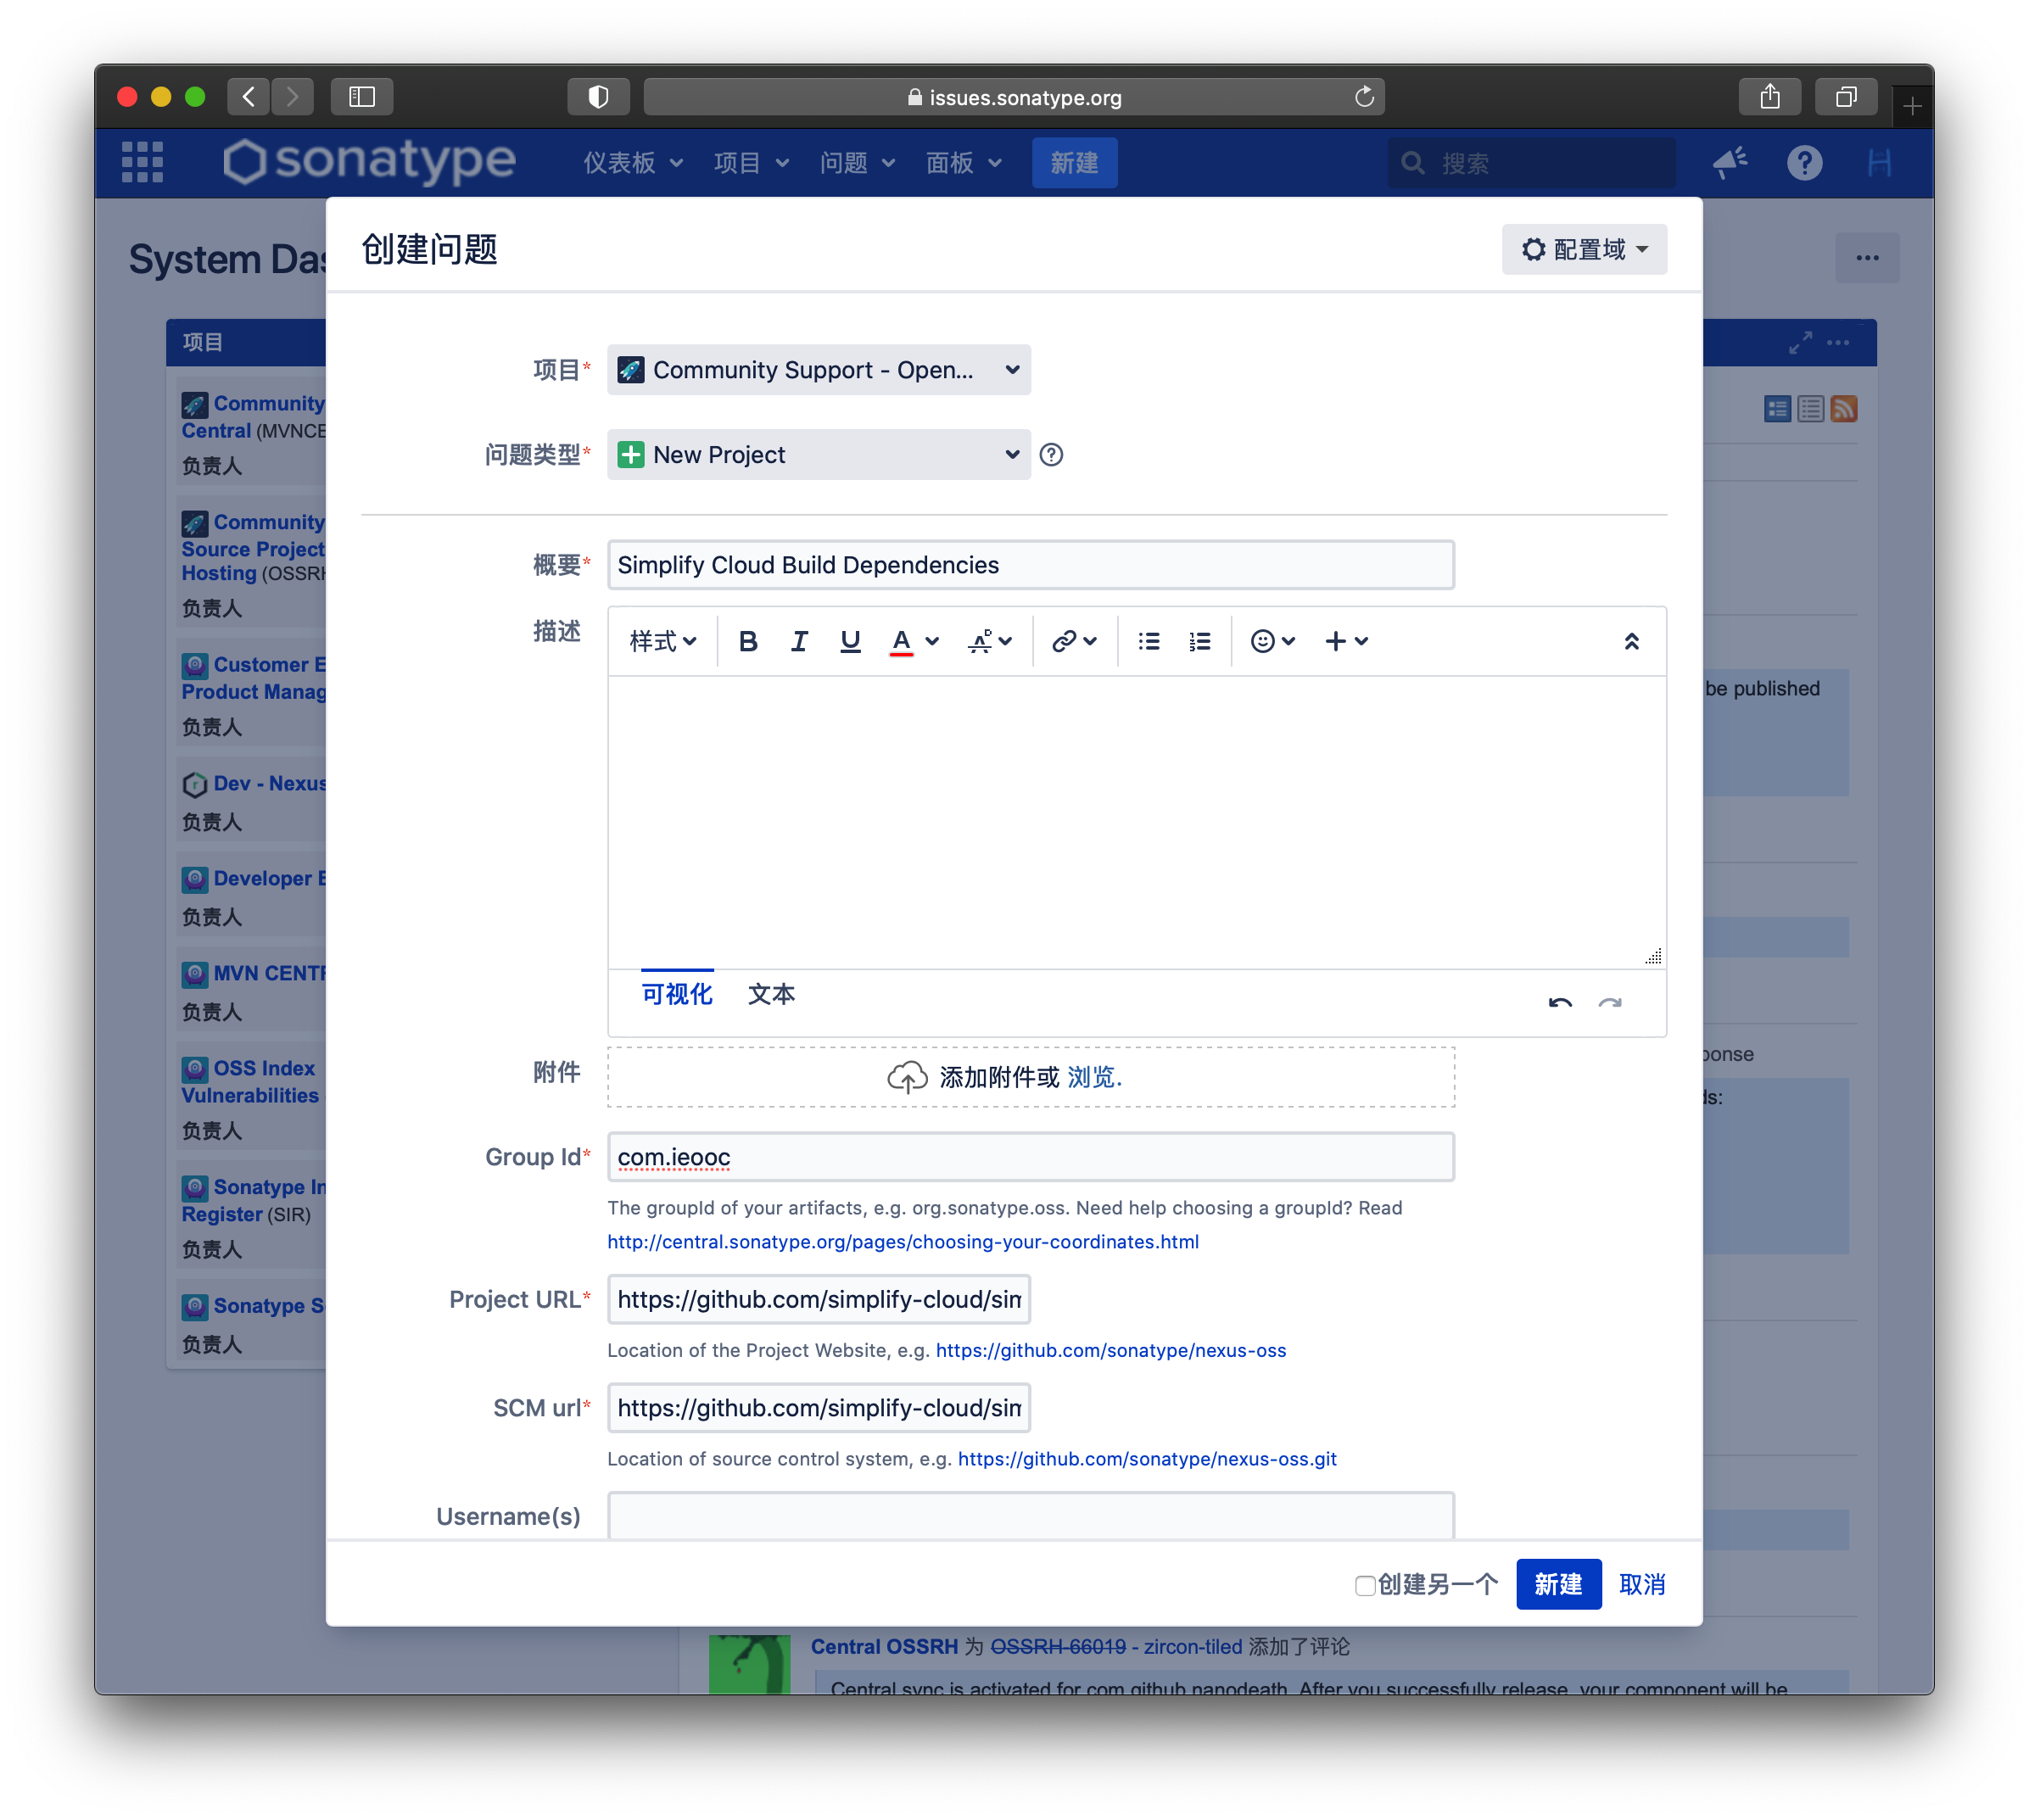 issues.sonatype.org
sonatype 仪表板 项目 问题 面板 新建 搜索
System Das
创建问题
配置域
项目
项目* Community Support - Open...
Community
Central (MVNCE
负责人
问题类型* New Project
Community
Source Project
Hosting (OSSRH
负责人
概要* Simplify Cloud Build Dependencies
描述
样式
Customer E
Product Manag
负责人
be published
Dev - Nexus
负责人
Developer E
负责人
MVN CENTR
负责人
可视化 文本
OSS Index
Vulnerabilities
负责人
ponse
ds:
附件
添加附件或 浏览.
Group Id* com.ieooc
The groupId of your artifacts, e.g. org.sonatype.oss. Need help choosing a groupId? Read
http://central.sonatype.org/pages/choosing-your-coordinates.html
Sonatype In
Register (SIR)
负责人
Project URL* https://github.com/simplify-cloud/sim
Location of the Project Website, e.g. https://github.com/sonatype/nexus-oss
Sonatype S
负责人
SCM url* https://github.com/simplify-cloud/sim
Location of source control system, e.g. https://github.com/sonatype/nexus-oss.git
Username(s)
创建另一个 新建 取消
Central OSSRH 为 OSSRH-66019 - zircon-tiled 添加了评论
Central sync is activated for com.github.nanodeath. After you successfully release, your component will be